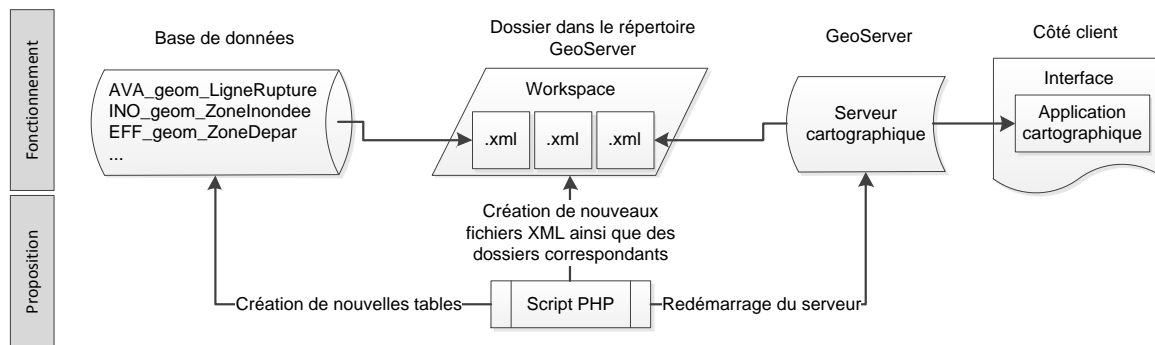 Fonctionnement
Base de données
AVA_geom_LigneRupture
INO_geom_ZoneInondee
EFF_geom_ZoneDepar
...
Dossier dans le répertoire
GeoServer
Workspace
.xml
.xml
.xml
GeoServer
Serveur
cartographique
Côté client
Interface
Application
cartographique
Proposition
Création de nouveaux
fichiers XML ainsi que des
dossiers correspondants
Création de nouvelles tables
Script PHP
Redémarrage du serveur